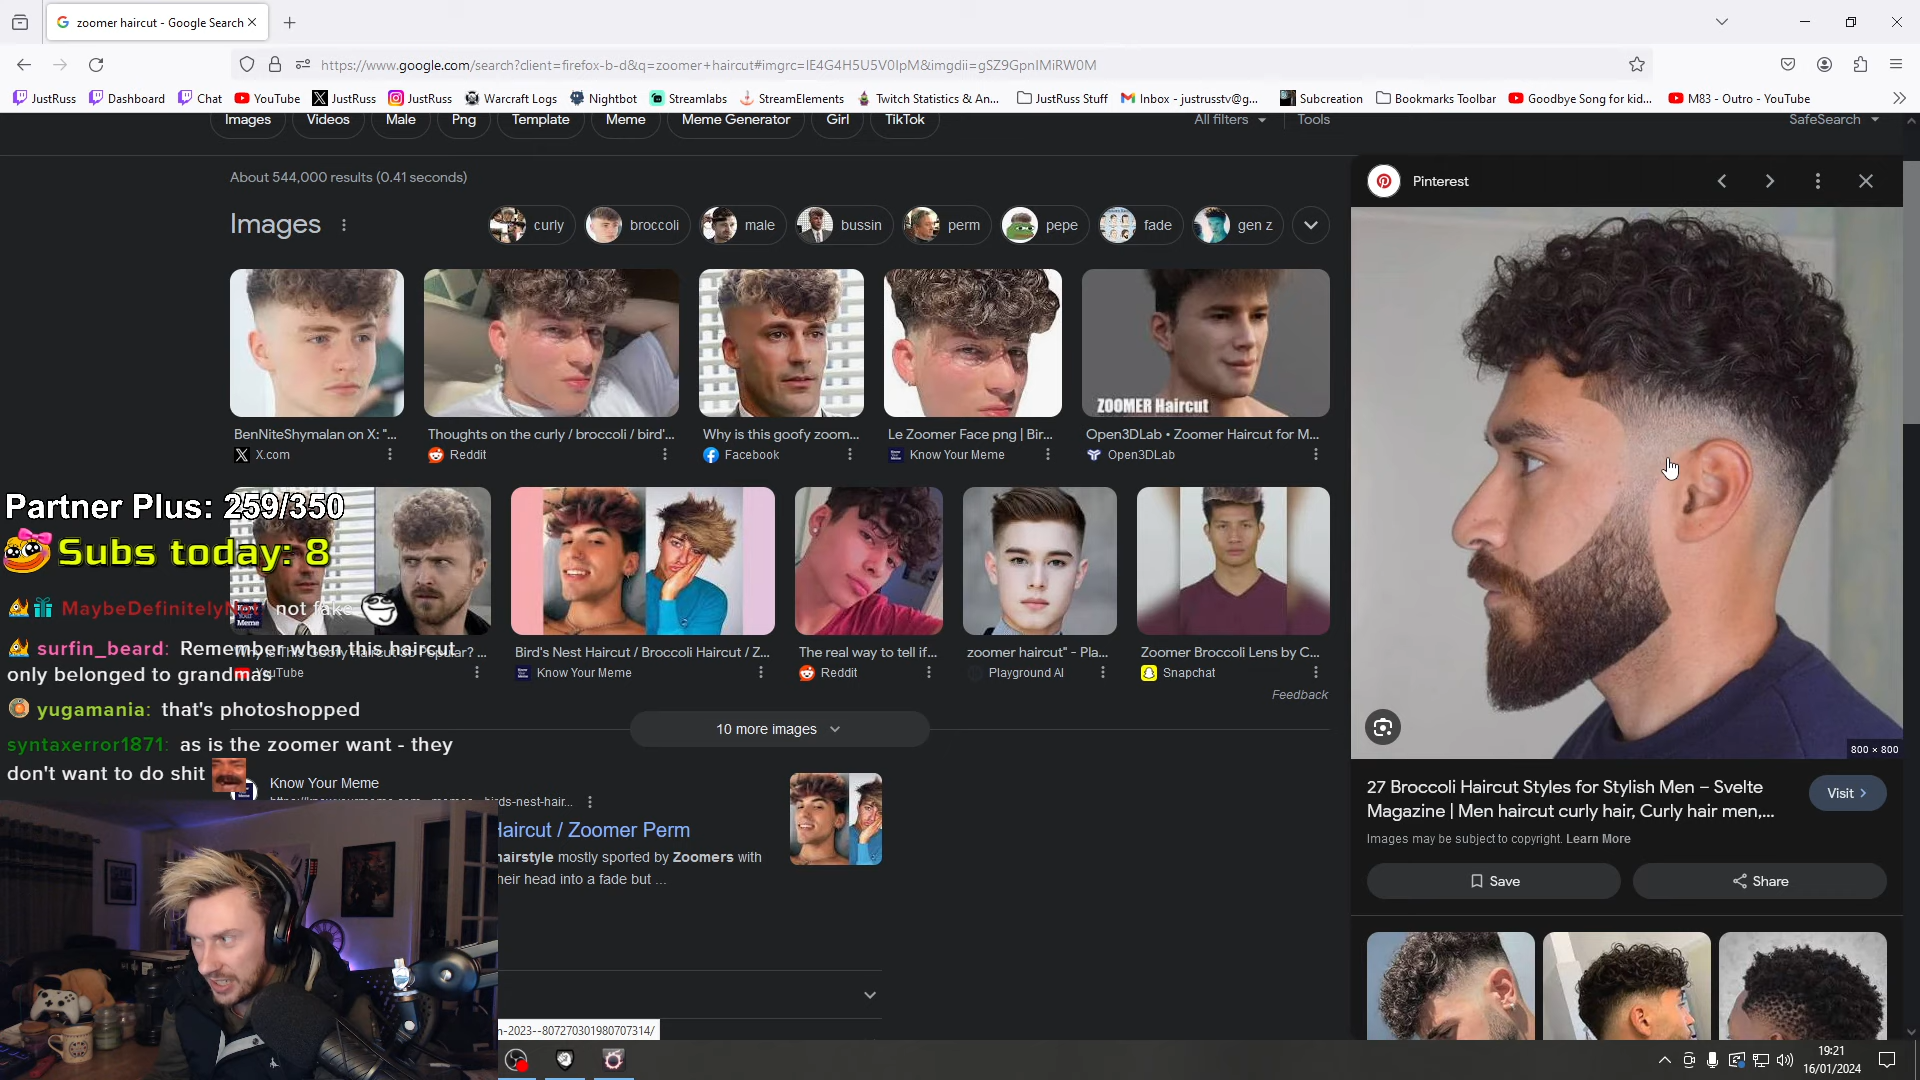 zoomer haircut - Google Search
https://www.google.com/search?client=firefox-b-d&q=zoomer+haircut#imgrc=lE4G4H5U5V0IpM&imgdii=gSZ9GpnIMiRW0M
JustRuss Dashboard Chat YouTube JustRuss JustRuss Warcraft Logs Nightbot Streamlabs StreamElements Twitch Statistics & An... JustRuss Stuff Inbox - justrusstv@g... Subcreation Bookmarks Toolbar Goodbye Song for kid... M83 - Outro - YouTube
Images Videos Male Png Template Meme Meme Generator Girl TikTok All filters Tools SafeSearch
About 544,000 results (0.41 seconds)
Images
curly broccoli male bussin perm pepe fade gen z
ZOOMER Haircut
BenNiteShymalan on X: "...
X.com
Thoughts on the curly / broccoli / bird'...
Reddit
Why is this goofy zoom...
Facebook
Le Zoomer Face png | Bir...
Know Your Meme
Open3DLab • Zoomer Haircut for M...
Open3DLab
Partner Plus: 259/350
Subs today: 8
not fake
surfin_beard: Remember when this haircut
only belonged to grandmas
yugamania: that's photoshopped
syntaxerror1871: as is the zoomer want - they
don't want to do shit
YouTube
Bird's Nest Haircut / Broccoli Haircut / Z...
Know Your Meme
The real way to tell if...
Reddit
zoomer haircut" - Pla...
Playground AI
Zoomer Broccoli Lens by C...
Snapchat
Feedback
10 more images
Know Your Meme
Haircut / Zoomer Perm
hairstyle mostly sported by Zoomers with
their head into a fade but ...
n-2023--807270301980707314/
Pinterest
800 × 800
27 Broccoli Haircut Styles for Stylish Men – Svelte
Magazine | Men haircut curly hair, Curly hair men,...
Visit
Images may be subject to copyright. Learn More
Save Share
19:21
16/01/2024